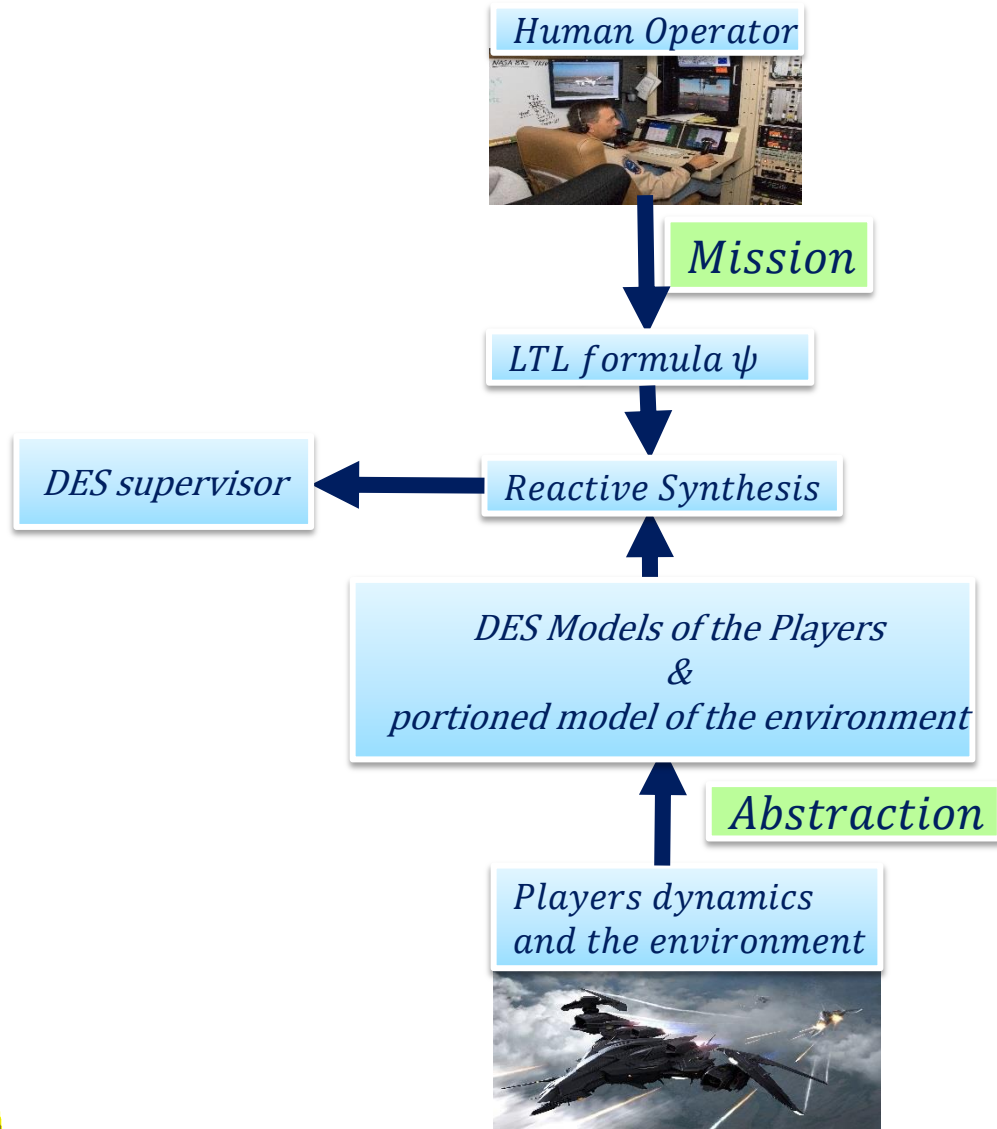 Human Operator
Mission
LTL formula ψ
DES supervisor
Reactive Synthesis
DES Models of the Players
&
portioned model of the environment
Abstraction
Players dynamics
and the environment